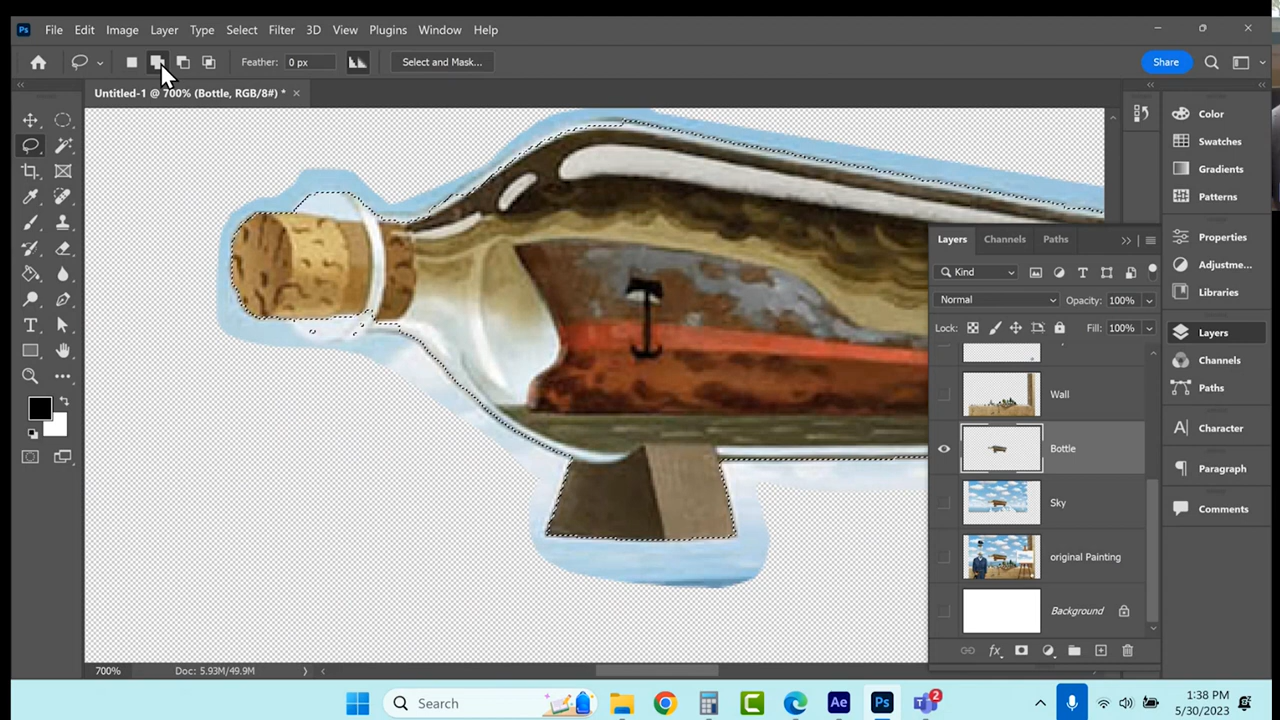 Ps File Edit Image Layer Type Select Filter 3D View Plugins Window Help
Feather: 0 px Select and Mask... Share
Untitled-1 @ 700% (Bottle, RGB/8#) *
Color
Swatches
Gradients
Patterns
Properties
Adjustme...
Libraries
Layers
Channels
Paths
Character
Paragraph
Comments
Layers Channels Paths
Kind
Normal Opacity: 100%
Lock: Fill: 100%
Wall
Bottle
Sky
original Painting
Background
700% Doc: 5.93M/49.9M
Search Ae Ps 2
1:38 PM
5/30/2023